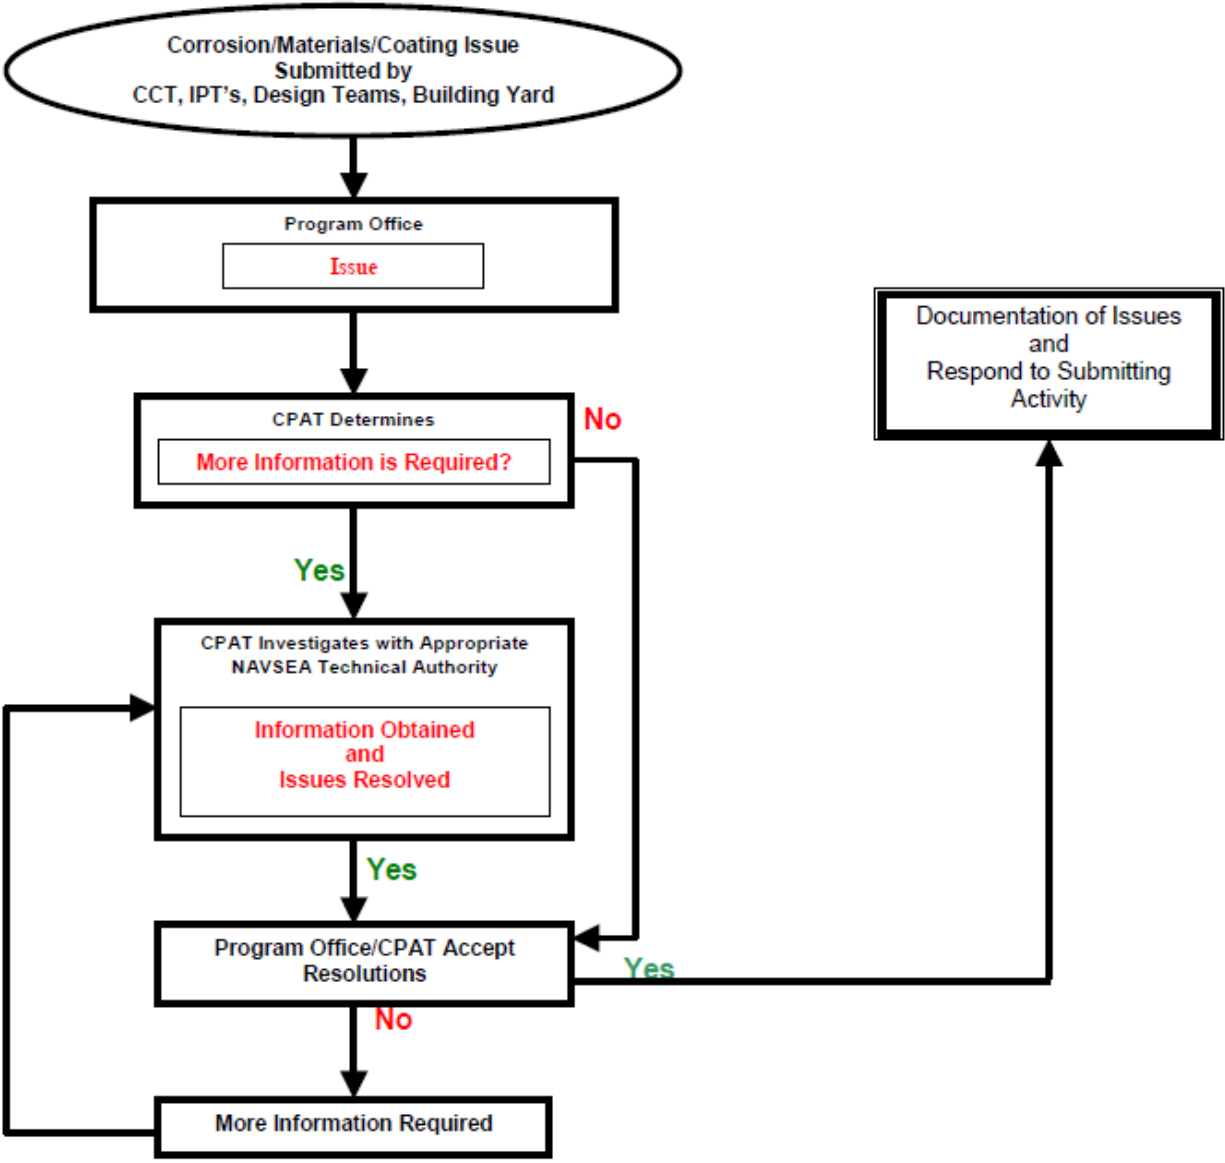 Corrosion/Materials/Coating Issue
Submitted by
CCT, IPT's, Design Teams, Building Yard
Program Office
Issue
CPAT Determines
More Information is Required?
No
Yes
CPAT Investigates with Appropriate
NAVSEA Technical Authority
Information Obtained
and
Issues Resolved
Yes
Program Office/CPAT Accept
Resolutions
Yes
No
More Information Required
Documentation of Issues
and
Respond to Submitting
Activity